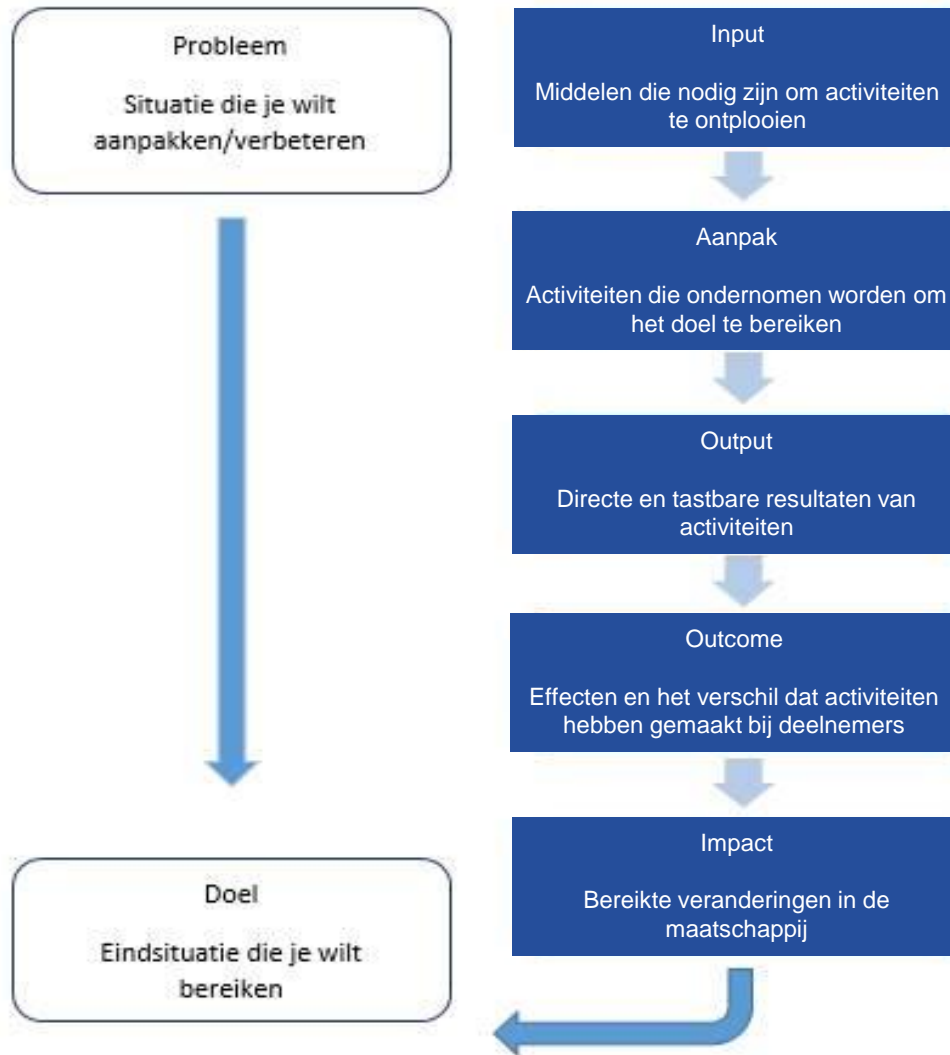 Probleem
Situatie die je wilt
aanpakken/verbeteren
Doel
Eindsituatie die je wilt
bereiken
Input
Middelen die nodig zijn om activiteiten
te ontplooien
Aanpak
Activiteiten die ondernomen worden om
het doel te bereiken
Output
Directe en tastbare resultaten van
activiteiten
Outcome
Effecten en het verschil dat activiteiten
hebben gemaakt bij deelnemers
Impact
Bereikte veranderingen in de
maatschappij